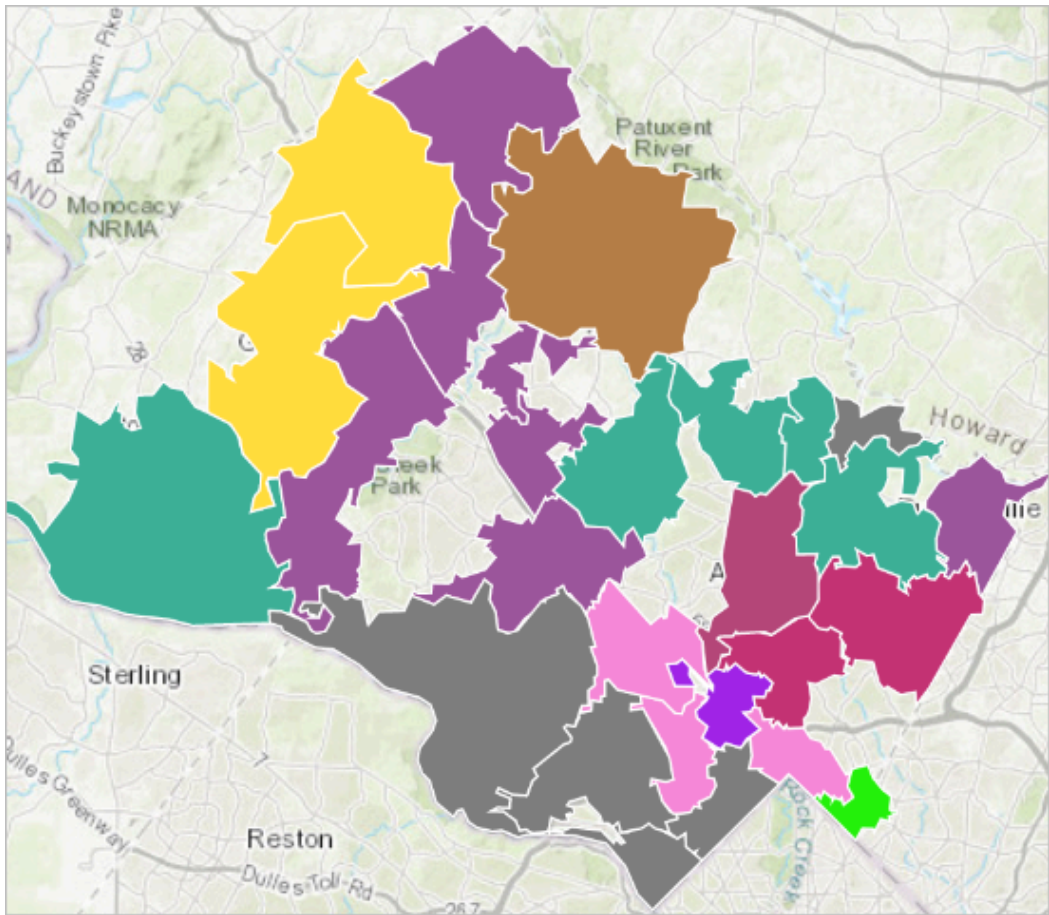 Buckeystown Pike
Patuxent
River
Park
AND
Monocacy
NRMA
28
Howard
Creek
Park
Sterling
7
Dulles Greenway
Reston
Dulles-Toll-Rd
267
Rock Creek